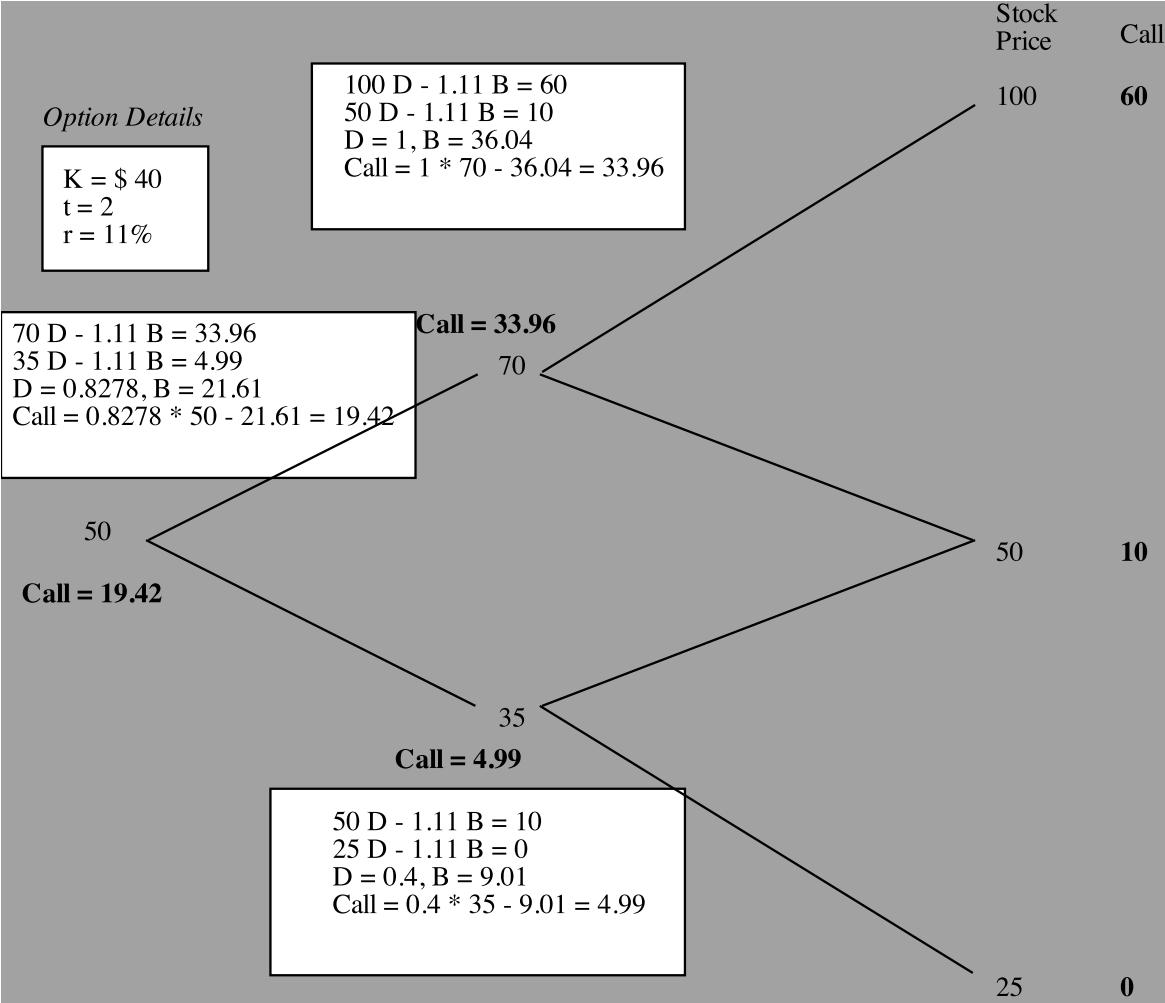 Stock
Price
Call
100 D - 1.11 B = 60
50 D - 1.11 B = 10
D = 1, B = 36.04
Call = 1 * 70 - 36.04 = 33.96
100
60
Option Details
K = $ 40
t = 2
r = 11%
70 D - 1.11 B = 33.96
35 D - 1.11 B = 4.99
D = 0.8278, B = 21.61
Call = 0.8278 * 50 - 21.61 = 19.42
Call = 33.96
70
50
Call = 19.42
50
10
35
Call = 4.99
50 D - 1.11 B = 10
25 D - 1.11 B = 0
D = 0.4, B = 9.01
Call = 0.4 * 35 - 9.01 = 4.99
25
0